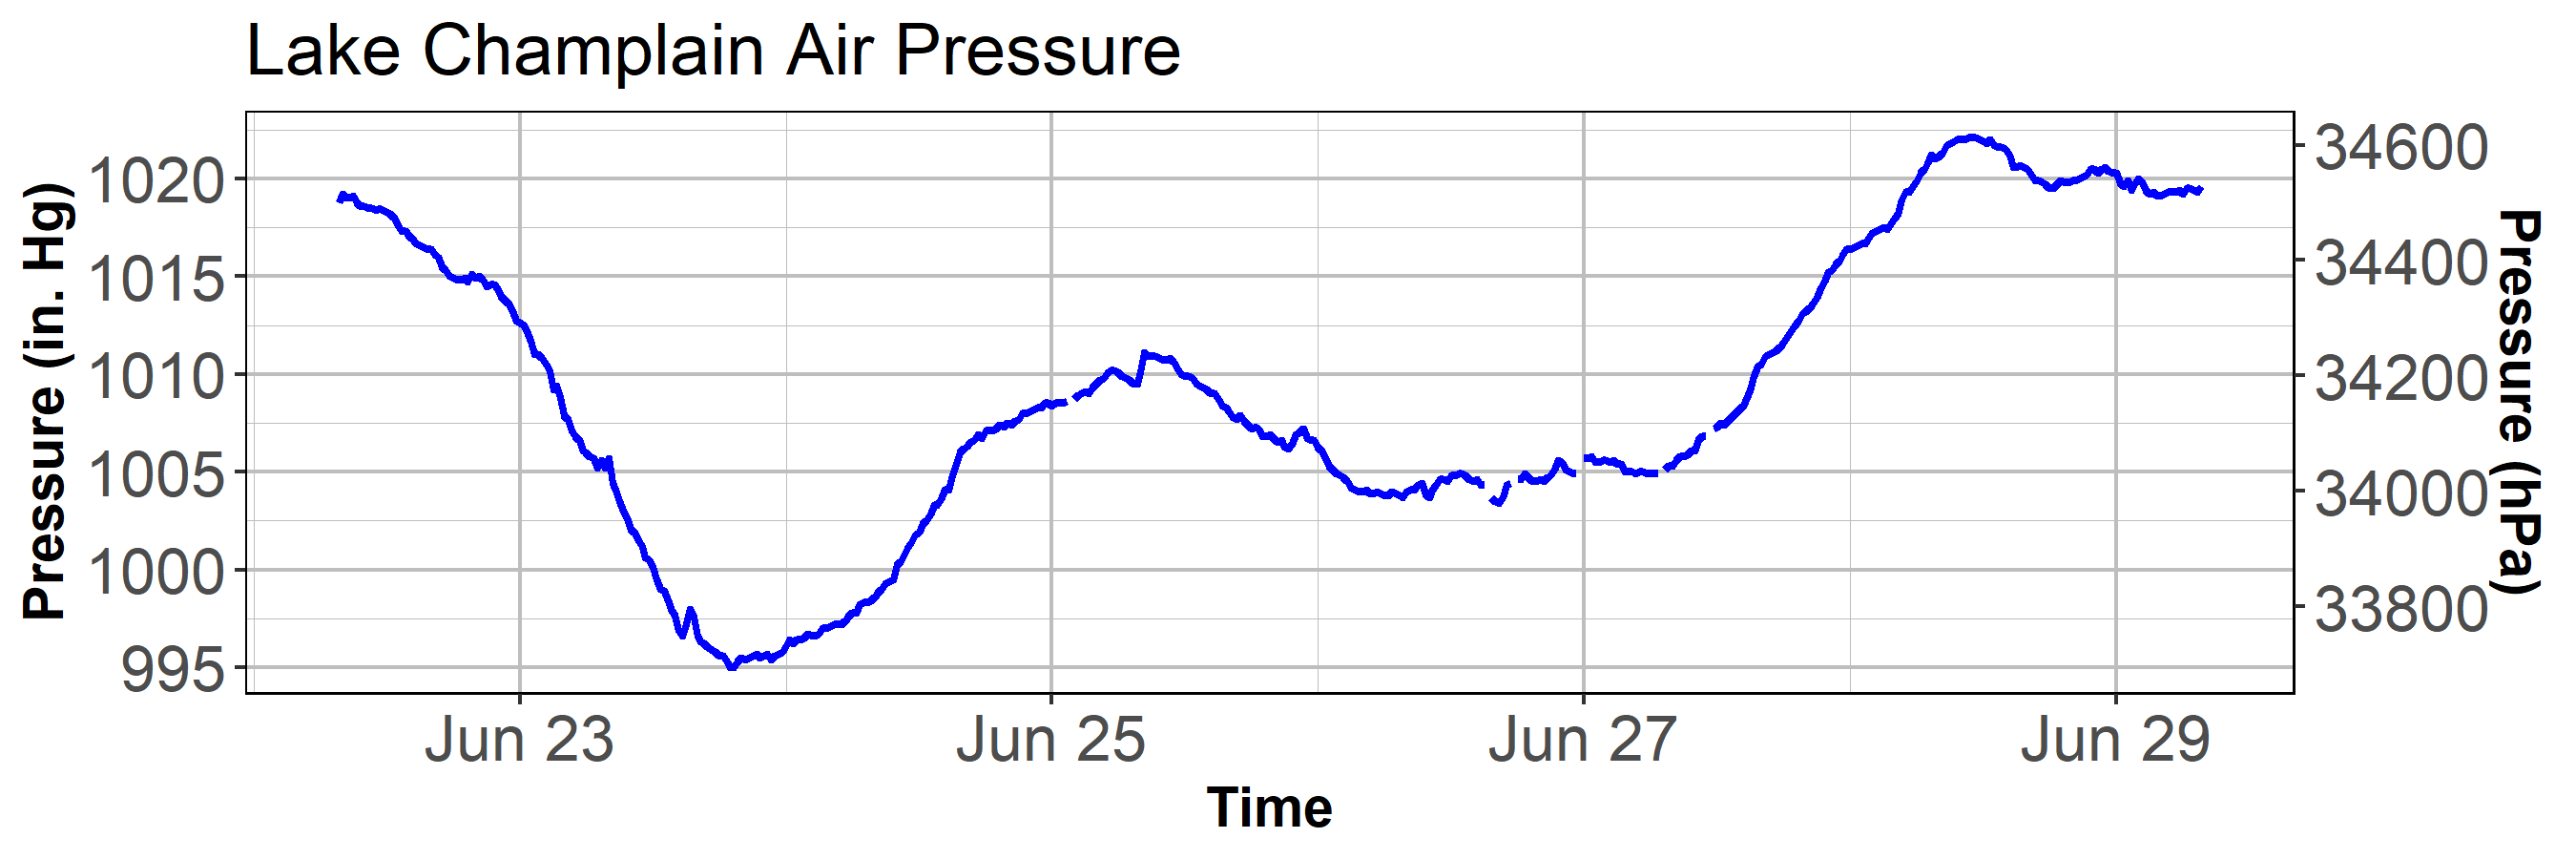 Lake Champlain Air Pressure
Pressure (in. Hg)
1020
1015
1010
1005
1000
995
34600
34400
34200
34000
33800
Pressure (hPa)
Jun 23 Jun 25 Jun 27 Jun 29
Time